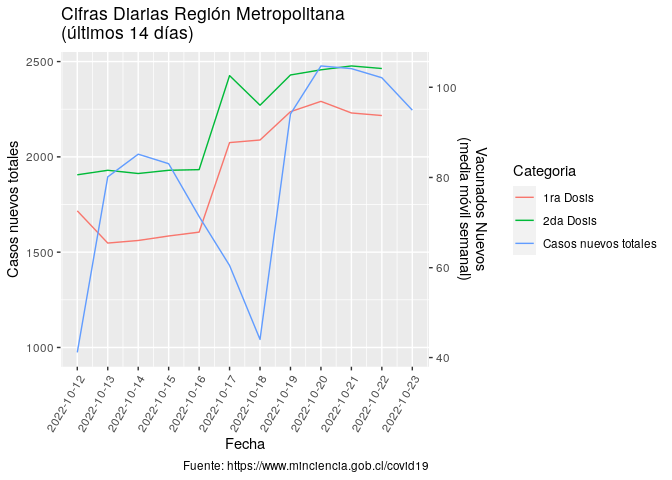 Cifras Diarias Región Metropolitana
(últimos 14 días)
Casos nuevos totales
2500
2000
1500
1000
100
80
60
40
Vacunados Nuevos
(media móvil semanal)
2022-10-12
2022-10-13
2022-10-14
2022-10-15
2022-10-16
2022-10-17
2022-10-18
2022-10-19
2022-10-20
2022-10-21
2022-10-22
2022-10-23
Fecha
Categoria
1ra Dosis
2da Dosis
Casos nuevos totales
Fuente: https://www.minciencia.gob.cl/covid19